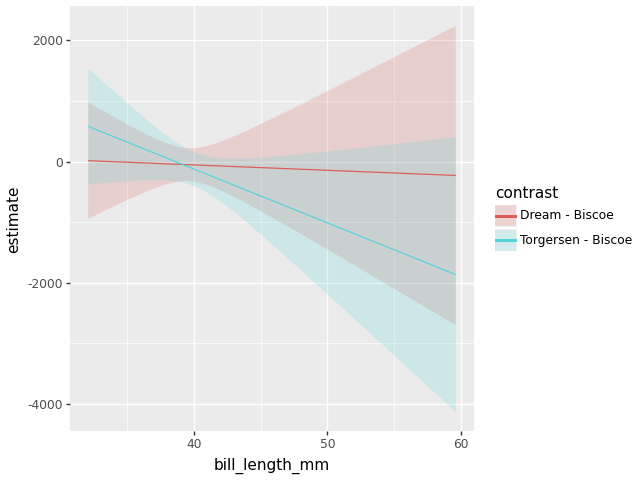 2000
0
-2000
-4000
estimate
40
50
60
bill_length_mm
contrast
Dream - Biscoe
Torgersen - Biscoe